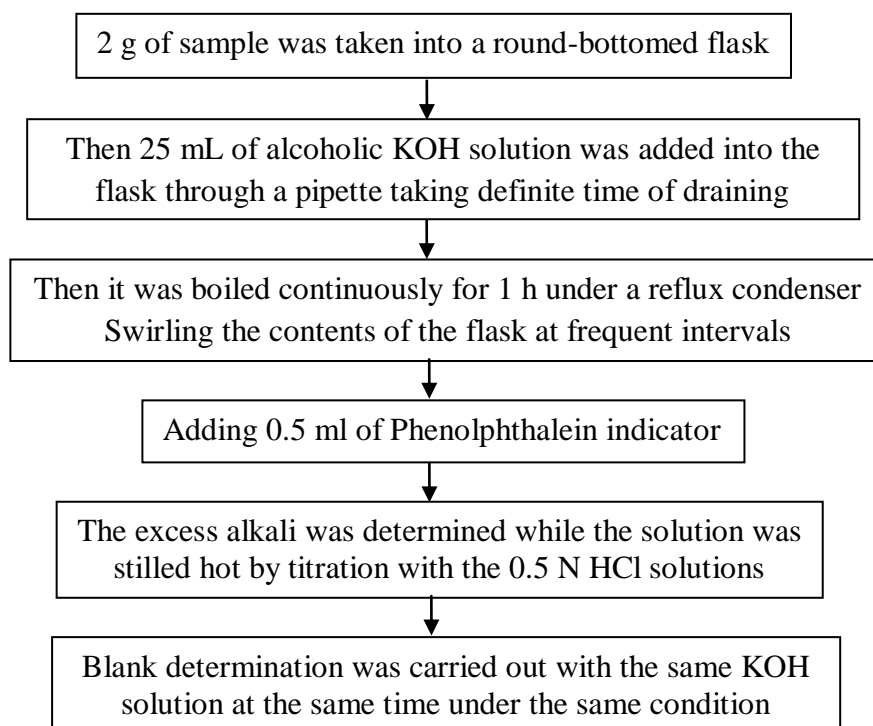 2 g of sample was taken into a round-bottomed flask
Then 25 mL of alcoholic KOH solution was added into the
flask through a pipette taking definite time of draining
Then it was boiled continuously for 1 h under a reflux condenser
Swirling the contents of the flask at frequent intervals
Adding 0.5 ml of Phenolphthalein indicator
The excess alkali was determined while the solution was
stilled hot by titration with the 0.5 N HCl solutions
Blank determination was carried out with the same KOH
solution at the same time under the same condition